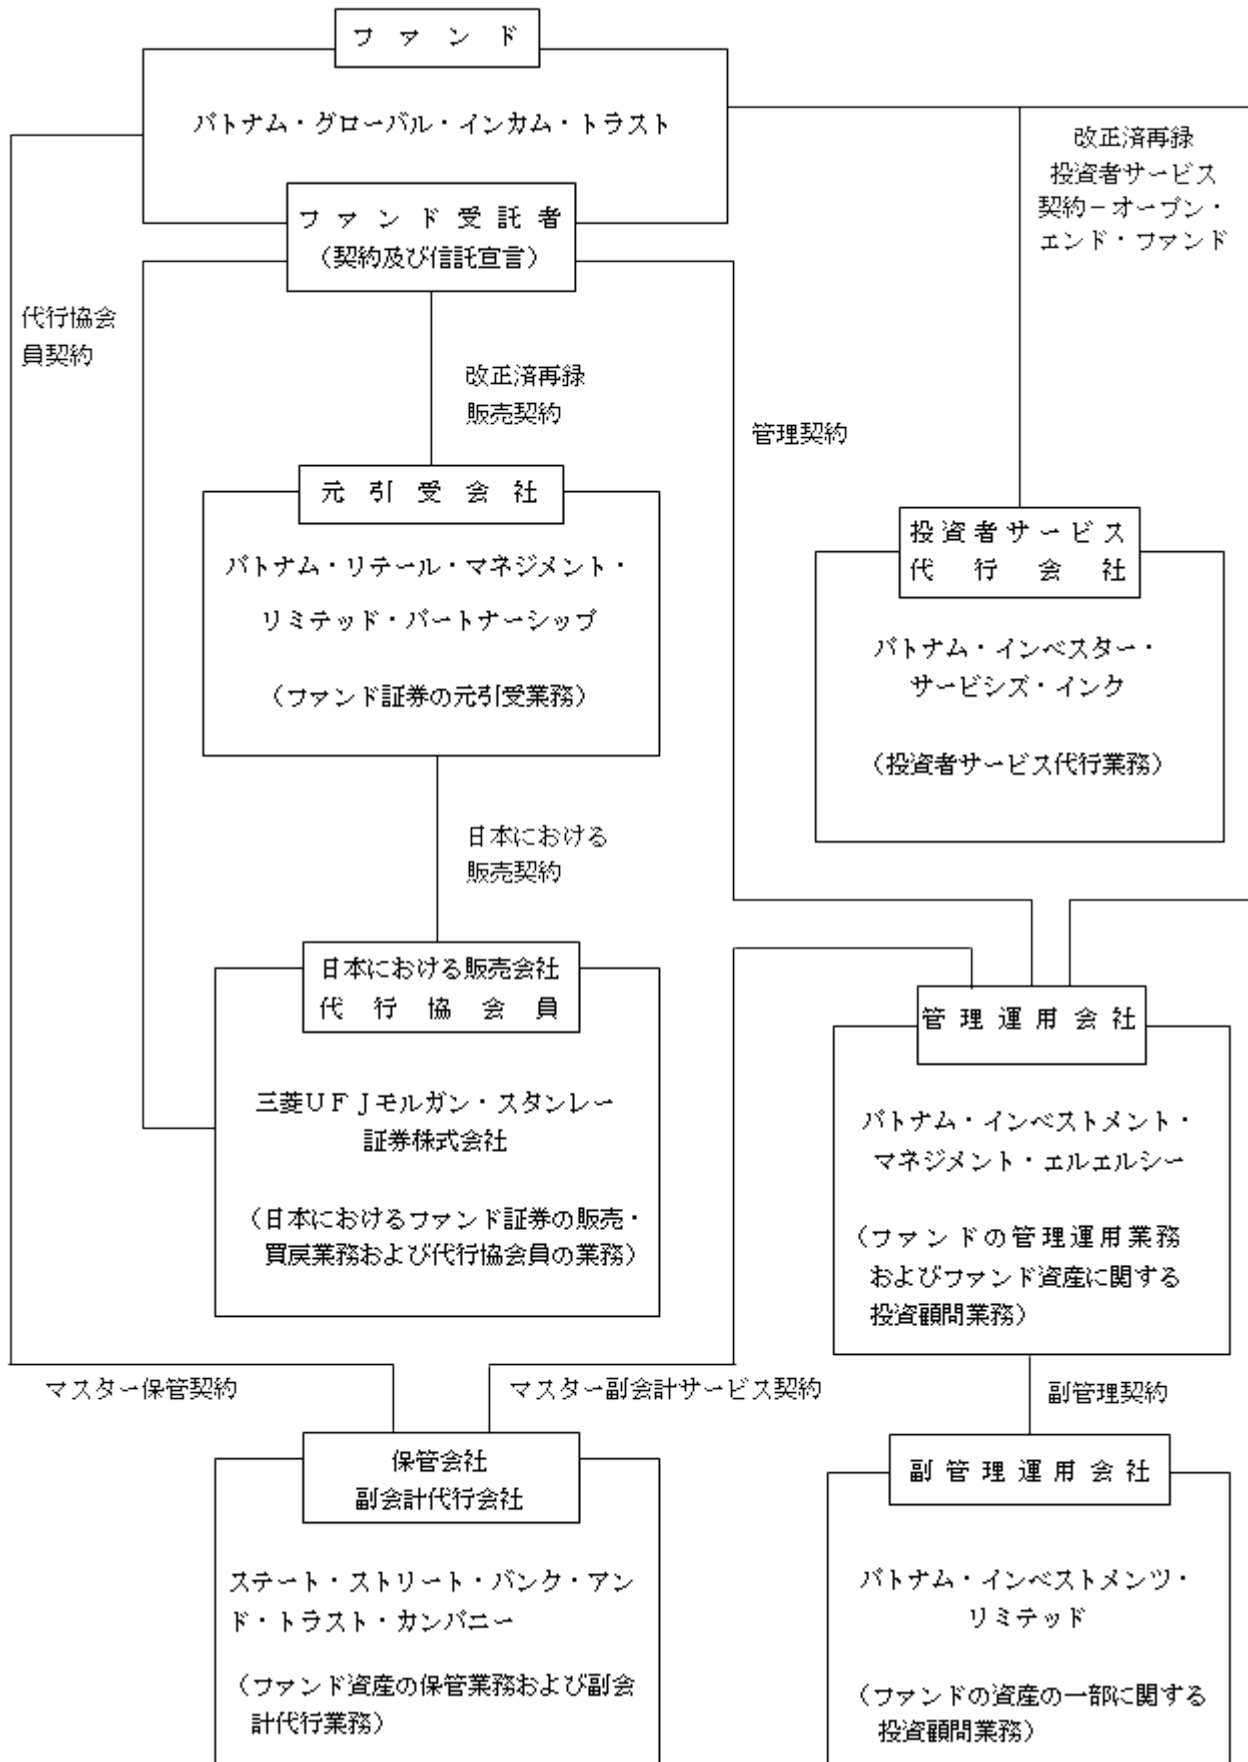 ファンド
パトナム・グローバル・インカム・トラスト
ファンド受託者
（契約及び信託宣言）
改正済再録
投資者サービス
契約－オープン・
エンド・ファンド
代行協会
員契約
改正済再録
販売契約
管理契約
元引受会社
パトナム・リテール・マネジメント・
リミテッド・パートナーシップ
（ファンド証券の元引受業務）
投資者サービス
代行会社
パトナム・インベスター・
サービシズ・インク
（投資者サービス代行業務）
日本における
販売契約
日本における販売会社
代行協会員
三菱ＵＦＪモルガン・スタンレー
証券株式会社
（日本におけるファンド証券の販売・
買戻業務および代行協会員の業務）
管理運用会社
パトナム・インベストメント・
マネジメント・エルエルシー
（ファンドの管理運用業務
およびファンド資産に関する
投資顧問業務）
マスター保管契約
マスター副会計サービス契約
副管理契約
保管会社
副会計代行会社
ステート・ストリート・バンク・アン
ド・トラスト・カンパニー
（ファンド資産の保管業務および副会
計代行業務）
副管理運用会社
パトナム・インベストメンツ・
リミテッド
（ファンドの資産の一部に関する
投資顧問業務）